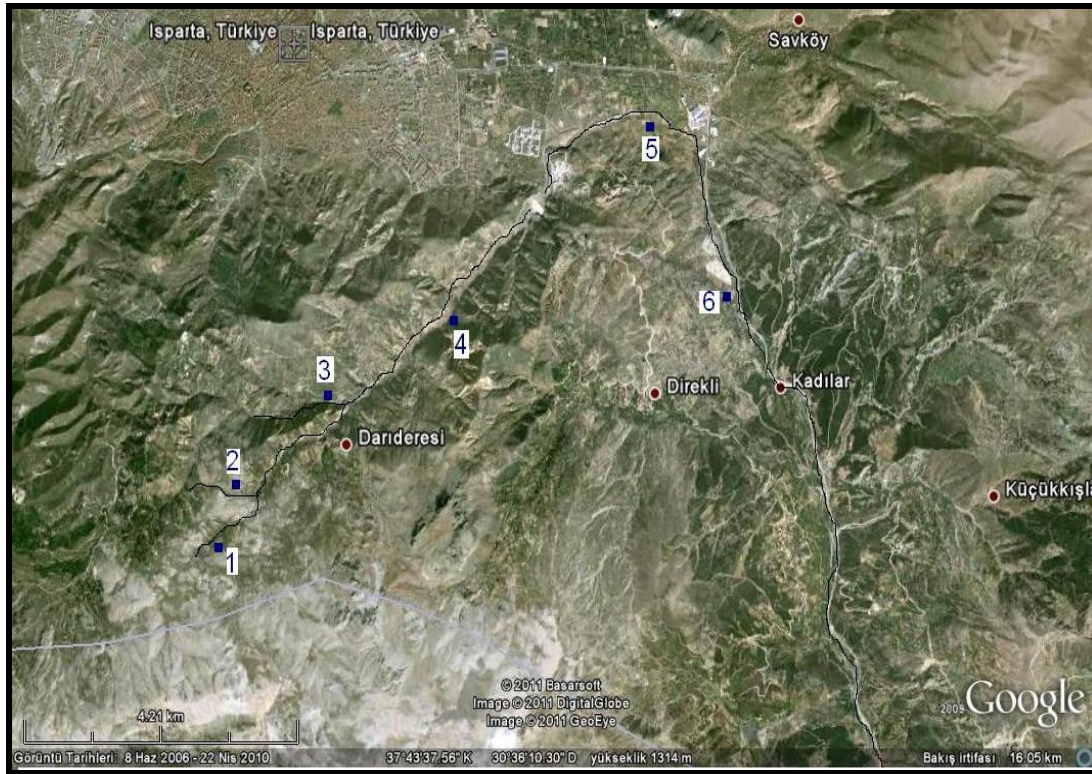 Isparta, Türkiye Isparta, Türkiye
Savköy
5
6
4
3
Direkli
Kadılar
Darıderesi
2
Küçükkışla
1
© 2011 Basarsoft
Image © 2011 DigitalGlobe
Image © 2011 GeoEye
©2009 Google
4.21 km
Görüntü Tarihleri: 8 Haz 2006 - 22 Nis 2010 37°43'37.56" K 30°36'10.30" D yükseklik 1314 m Bakış irtifası 16.05 km